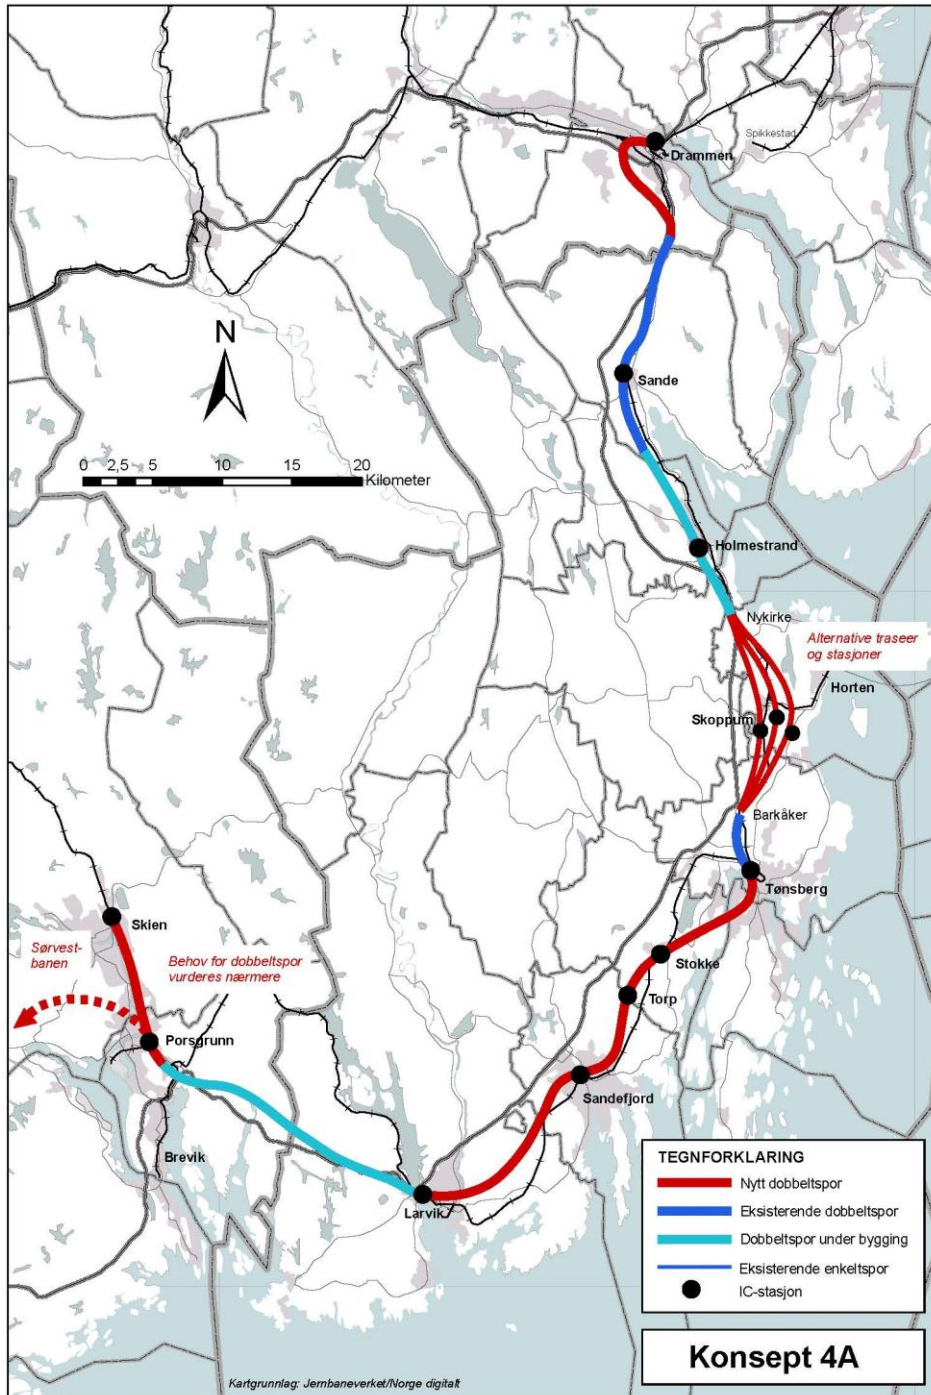 Spikkestad
Drammen
N
Sande
0 2,5 5 10 15 20
Kilometer
Holmestrand
Nykirke
Alternative traseer
og stasjoner
Horten
Skoppum
Barkåker
Tønsberg
Skien
Sørvest-
banen
Behov for dobbeltspor
vurderes nærmere
Stokke
Torp
Porsgrunn
Sandefjord
Brevik
Larvik
TEGNFORKLARING
Nytt dobbeltspor
Eksisterende dobbeltspor
Dobbeltspor under bygging
Eksisterende enkeltspor
IC-stasjon
Konsept 4A
Kartgrunnlag: Jernbaneverket/Norge digitalt